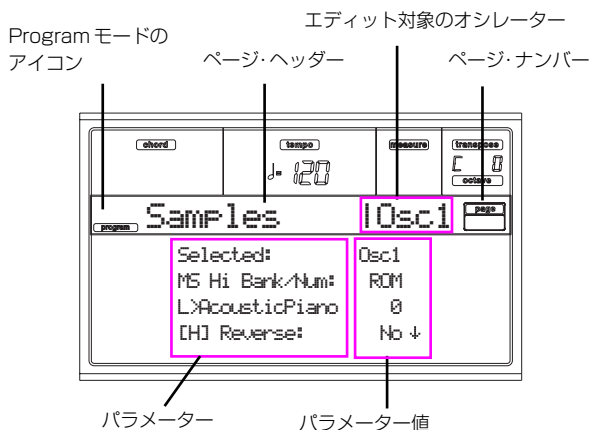 エディット対象のオシレーター
Program モードの
アイコン
ページ・ヘッダー
ページ・ナンバー
chord
tempo
measure
transpose
♩= 120
C 0
octave
program
Samples
|Osc1
page
Selected:
Osc1
MS Hi Bank/Num:
ROM
L>AcousticPiano
0
[H] Reverse:
No ↓
パラメーター
パラメーター値